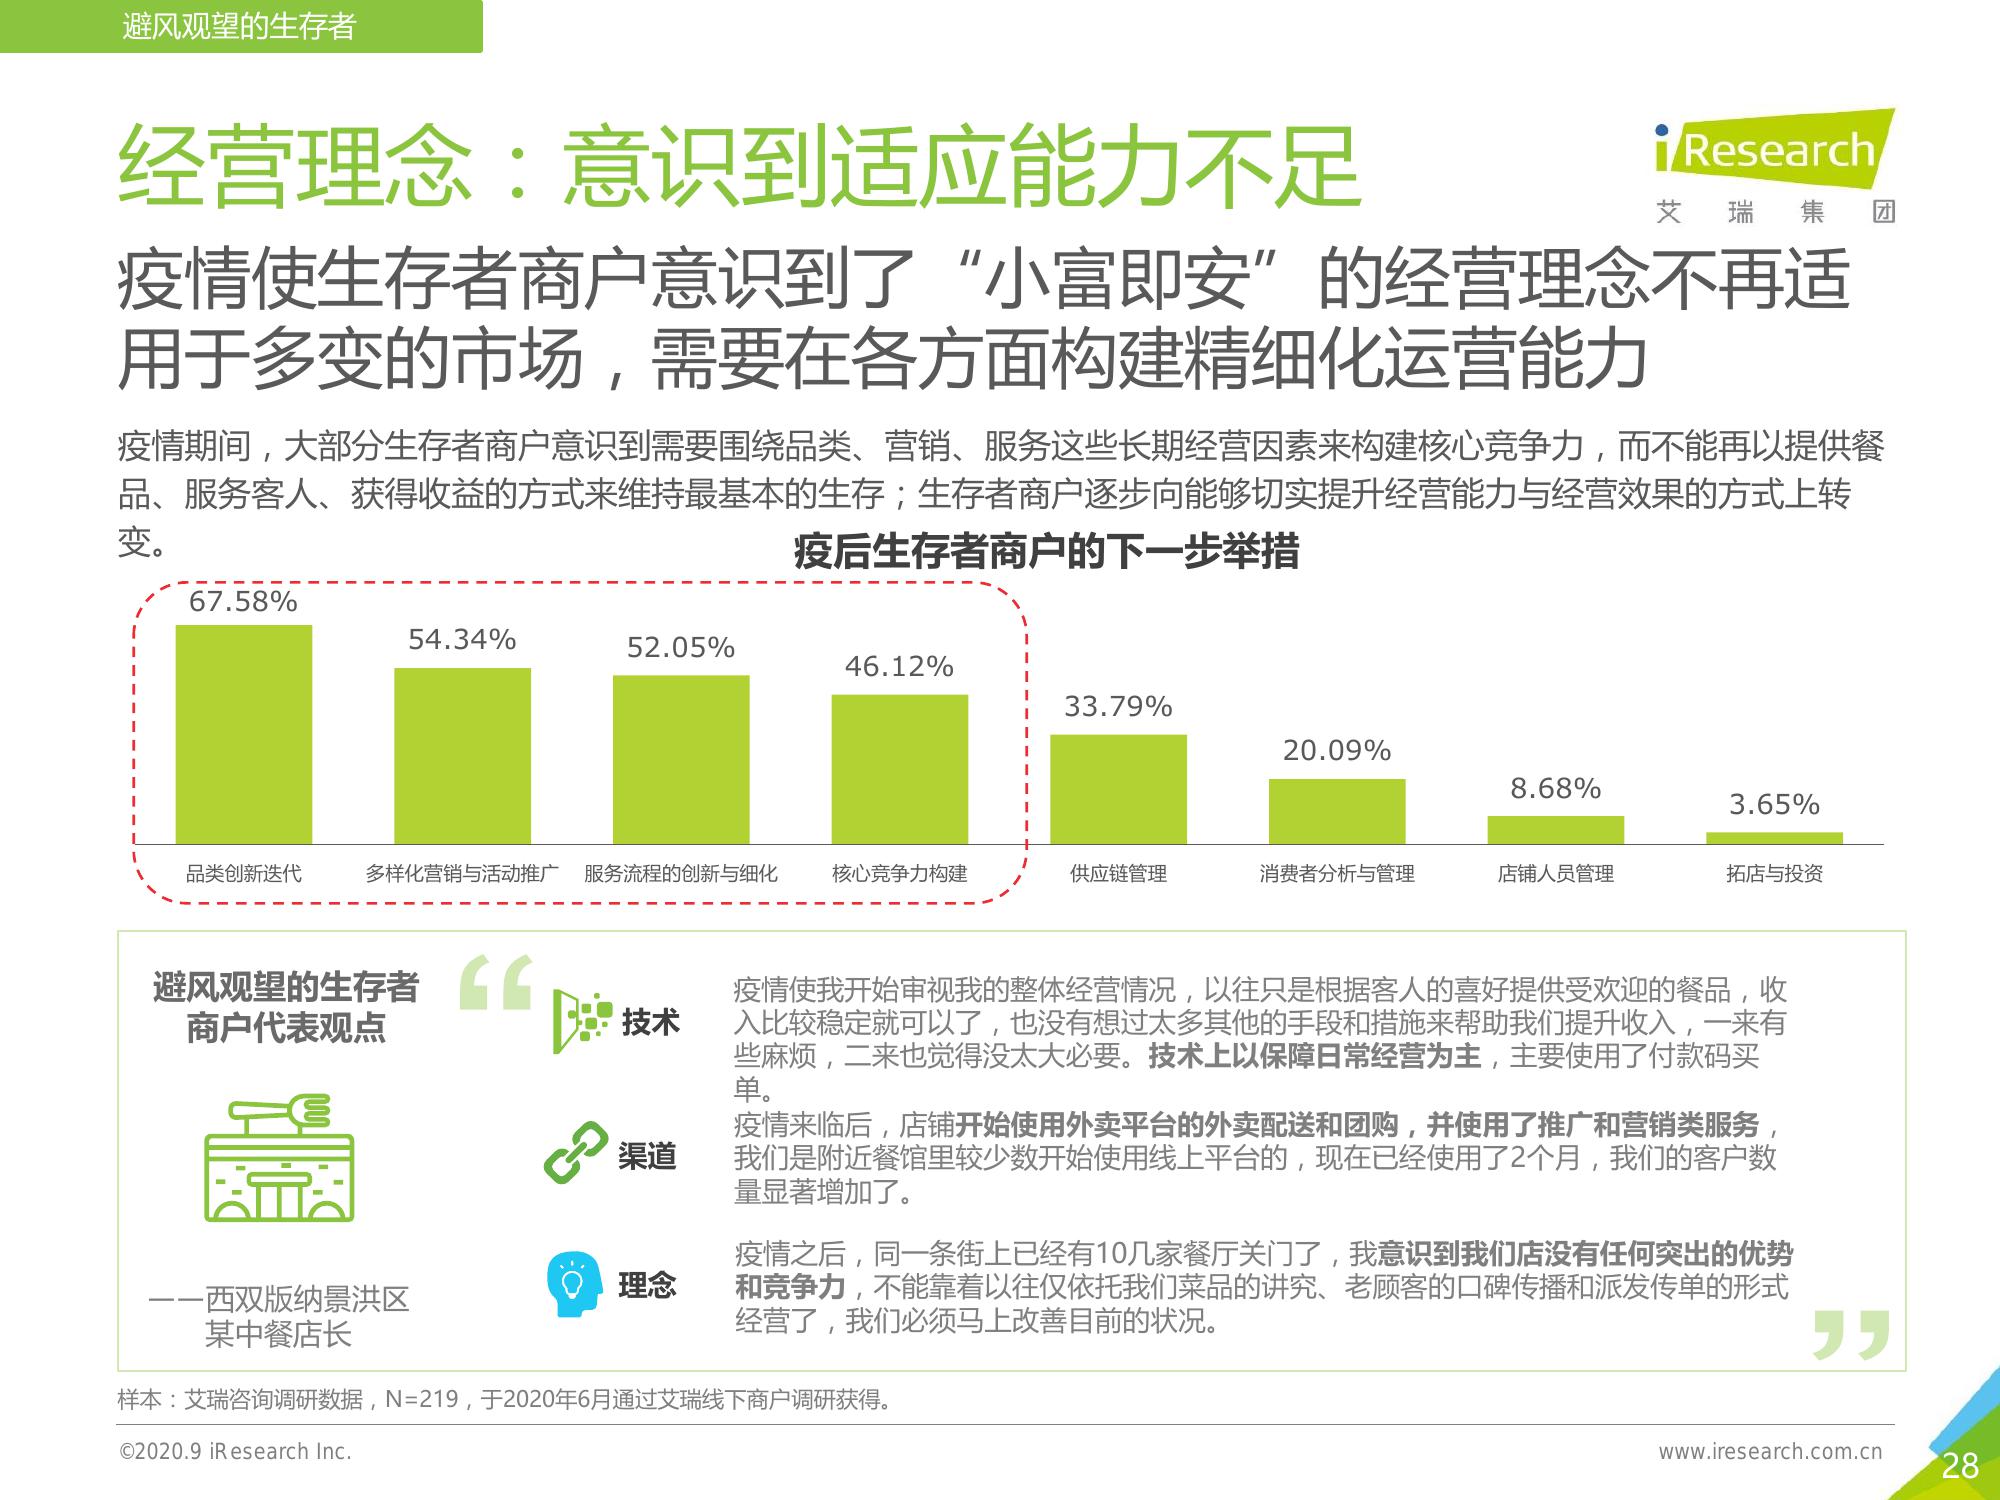 避风观望的生存者
经营理念：意识到适应能力不足
iResearch
艾瑞集团
疫情使生存者商户意识到了“小富即安”的经营理念不再适
用于多变的市场，需要在各方面构建精细化运营能力
疫情期间，大部分生存者商户意识到需要围绕品类、营销、服务这些长期经营因素来构建核心竞争力，而不能再以提供餐
品、服务客人、获得收益的方式来维持最基本的生存；生存者商户逐步向能够切实提升经营能力与经营效果的方式上转
变。
疫后生存者商户的下一步举措
67.58%
54.34%
52.05%
46.12%
33.79%
20.09%
8.68%
3.65%
品类创新迭代
多样化营销与活动推广
服务流程的创新与细化
核心竞争力构建
供应链管理
消费者分析与管理
店铺人员管理
拓店与投资
避风观望的生存者
商户代表观点
——西双版纳景洪区
某中餐店长
“
技术
疫情使我开始审视我的整体经营情况，以往只是根据客人的喜好提供受欢迎的餐品，收
入比较稳定就可以了，也没有想过太多其他的手段和措施来帮助我们提升收入，一来有
些麻烦，二来也觉得没太大必要。技术上以保障日常经营为主，主要使用了付款码买
单。
渠道
疫情来临后，店铺开始使用外卖平台的外卖配送和团购，并使用了推广和营销类服务，
我们是附近餐馆里较少数开始使用线上平台的，现在已经使用了2个月，我们的客户数
量显著增加了。
理念
疫情之后，同一条街上已经有10几家餐厅关门了，我意识到我们店没有任何突出的优势
和竞争力，不能靠着以往仅依托我们菜品的讲究、老顾客的口碑传播和派发传单的形式
经营了，我们必须马上改善目前的状况。
”
样本：艾瑞咨询调研数据，N=219，于2020年6月通过艾瑞线下商户调研获得。
©2020.9 iResearch Inc.
www.iresearch.com.cn
28